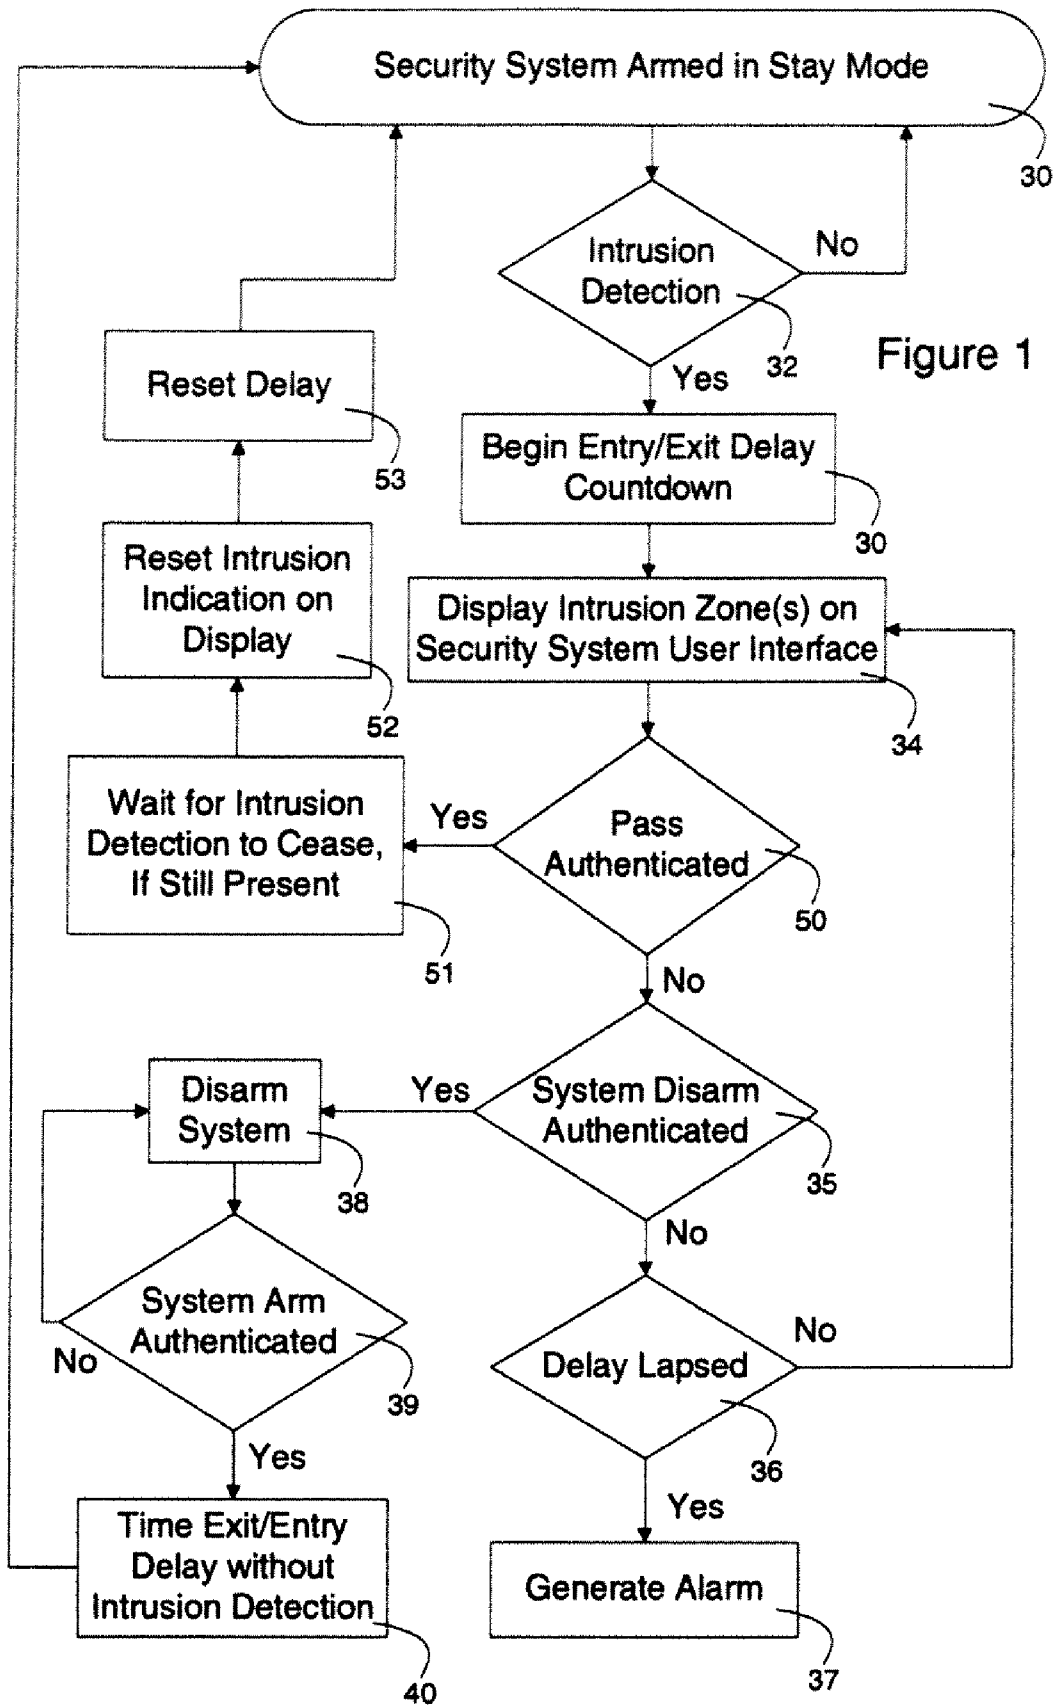 Security System Armed in Stay Mode
30
Intrusion
Detection
No
32
Figure 1
Yes
Reset Delay
53
Begin Entry/Exit Delay
Countdown
30
Reset Intrusion
Indication on
Display
52
Display Intrusion Zone(s) on
Security System User Interface
34
Wait for Intrusion
Detection to Cease,
If Still Present
51
Yes
Pass
Authenticated
50
No
Disarm
System
38
Yes
System Disarm
Authenticated
35
No
System Arm
Authenticated
No
39
Delay Lapsed
No
36
Yes
Yes
Time Exit/Entry
Delay without
Intrusion Detection
40
Generate Alarm
37